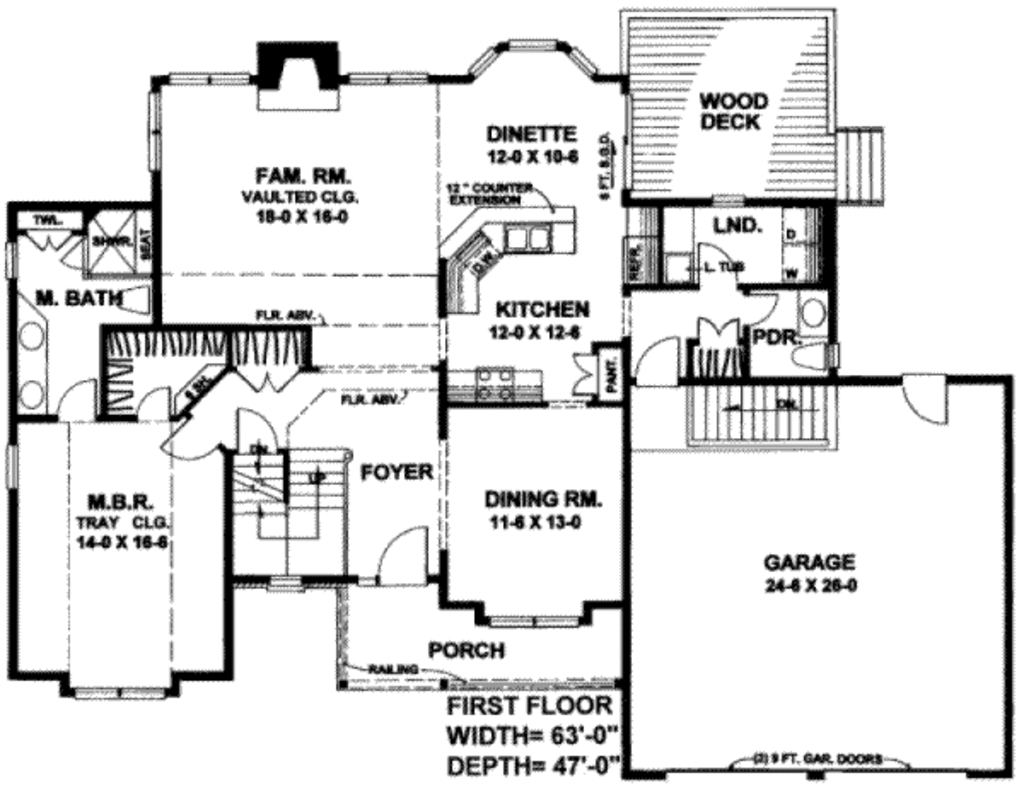 WOOD
DECK
DINETTE
12-0 X 10-6
6 FT. S.G.D.
FAM. RM.
VAULTED CLG.
18-0 X 16-0
12 " COUNTER
EXTENSION
TWL.
SHWR.
SEAT
LND.
D
W
L. TUB
REFR.
D.W.
M. BATH
FLR. ABV.
KITCHEN
12-0 X 12-6
PDR.
PANT.
S.SH.
FLR. ABV.
DN.
DN.
UP
FOYER
M.B.R.
TRAY CLG.
14-0 X 16-6
DINING RM.
11-6 X 13-0
GARAGE
24-6 X 26-0
PORCH
RAILING
FIRST FLOOR
WIDTH= 63'-0"
DEPTH= 47'-0"
(2) 9 FT. GAR. DOORS